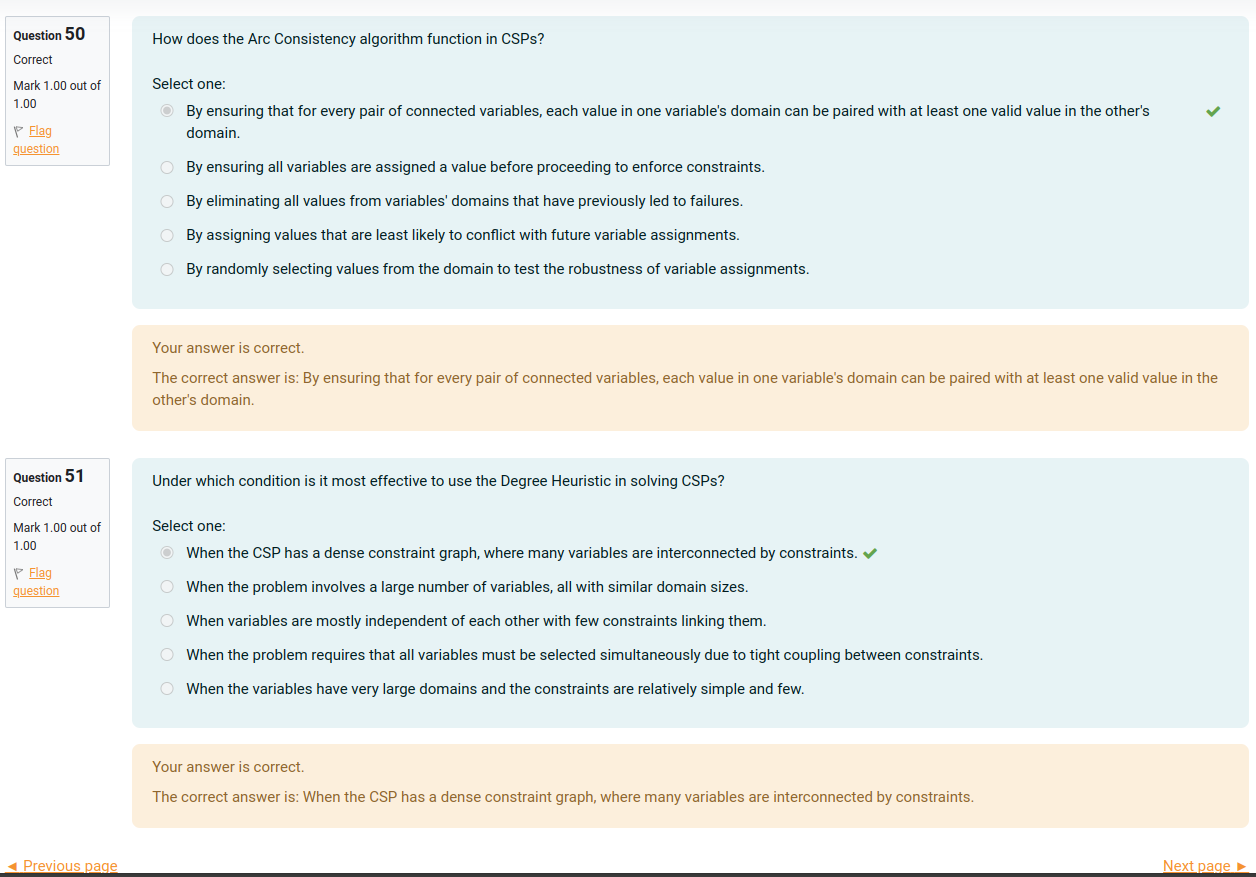 Question 50
Correct
Mark 1.00 out of
1.00
Flag
question
How does the Arc Consistency algorithm function in CSPs?
Select one:
By ensuring that for every pair of connected variables, each value in one variable's domain can be paired with at least one valid value in the other's
domain.
By ensuring all variables are assigned a value before proceeding to enforce constraints.
By eliminating all values from variables' domains that have previously led to failures.
By assigning values that are least likely to conflict with future variable assignments.
By randomly selecting values from the domain to test the robustness of variable assignments.
Your answer is correct.
The correct answer is: By ensuring that for every pair of connected variables, each value in one variable's domain can be paired with at least one valid value in the
other's domain.
Question 51
Correct
Mark 1.00 out of
1.00
Flag
question
Under which condition is it most effective to use the Degree Heuristic in solving CSPs?
Select one:
When the CSP has a dense constraint graph, where many variables are interconnected by constraints.
When the problem involves a large number of variables, all with similar domain sizes.
When variables are mostly independent of each other with few constraints linking them.
When the problem requires that all variables must be selected simultaneously due to tight coupling between constraints.
When the variables have very large domains and the constraints are relatively simple and few.
Your answer is correct.
The correct answer is: When the CSP has a dense constraint graph, where many variables are interconnected by constraints.
◄ Previous page
Next page ►